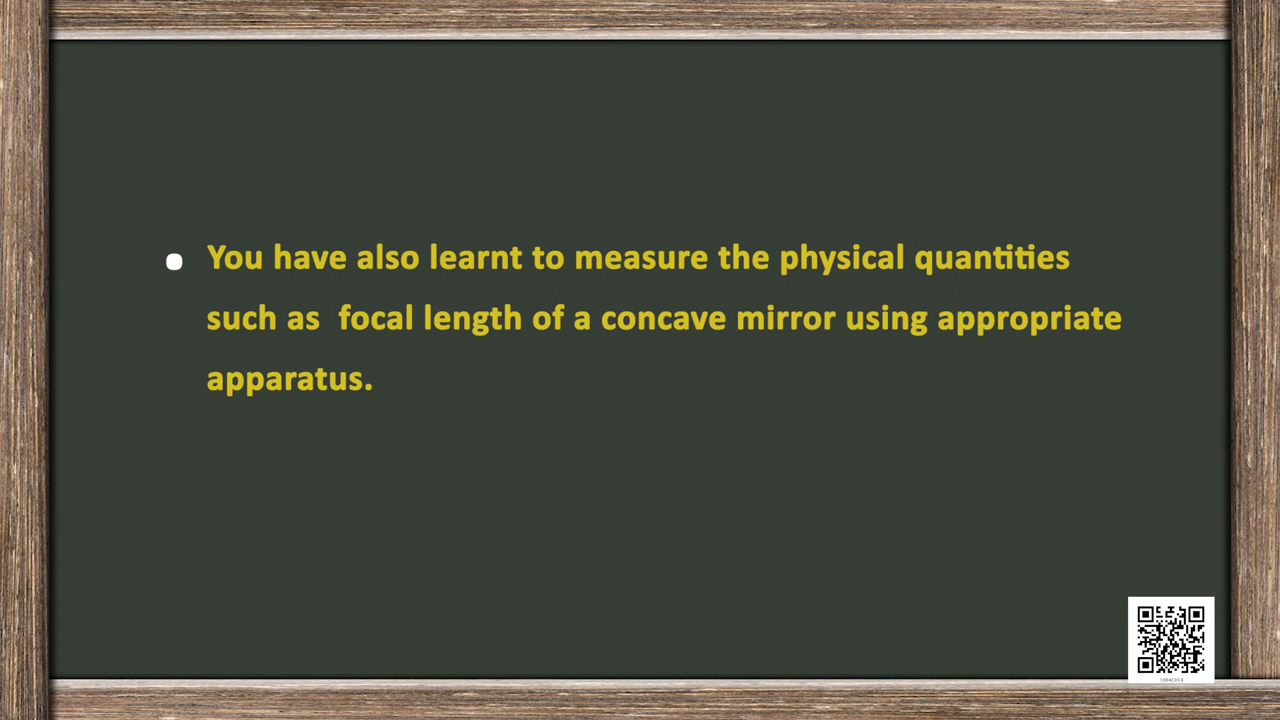 You have also learnt to measure the physical quantities
such as  focal length of a concave mirror using appropriate
apparatus.